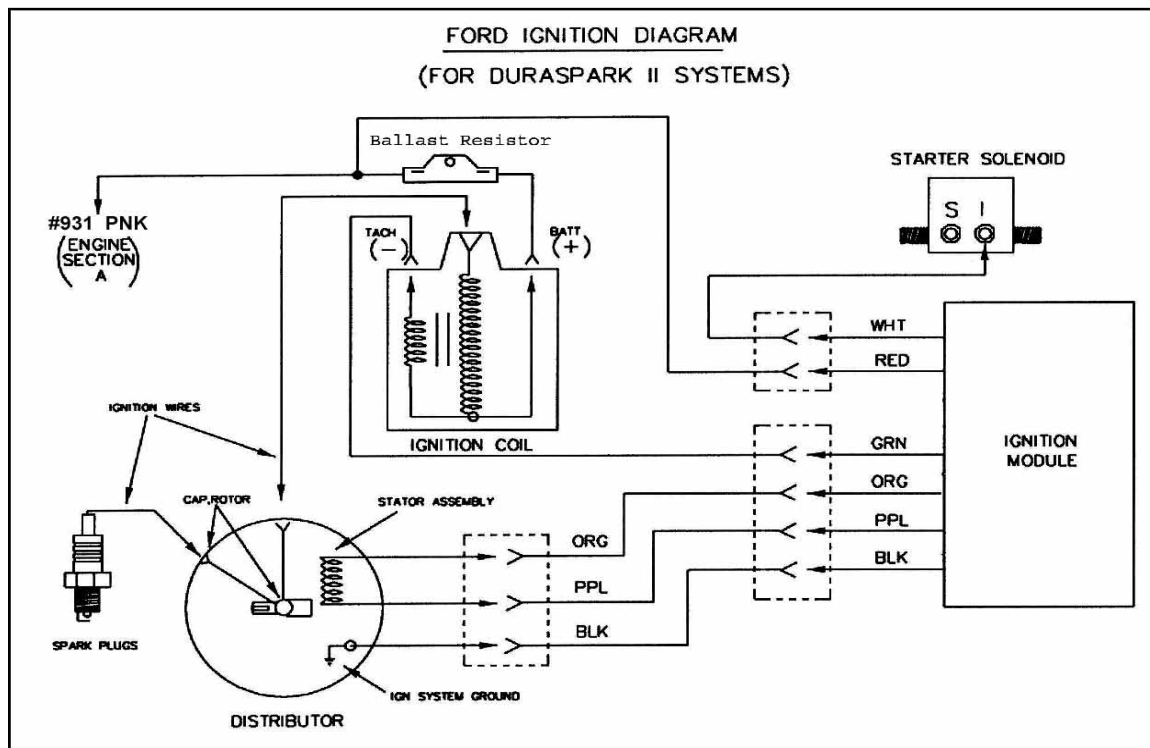 FORD IGNITION DIAGRAM
(FOR DURASPARK II SYSTEMS)
Ballast Resistor
STARTER SOLENOID
S I
#931 PNK
(ENGINE
SECTION
A)
TACH
(-)
BATT
(+)
WHT
RED
IGNITION WIRES
IGNITION COIL
GRN
IGNITION
MODULE
ORG
CAP,ROTOR
STATOR ASSEMBLY
PPL
ORG
BLK
PPL
BLK
SPARK PLUGS
IGN SYSTEM GROUND
DISTRIBUTOR